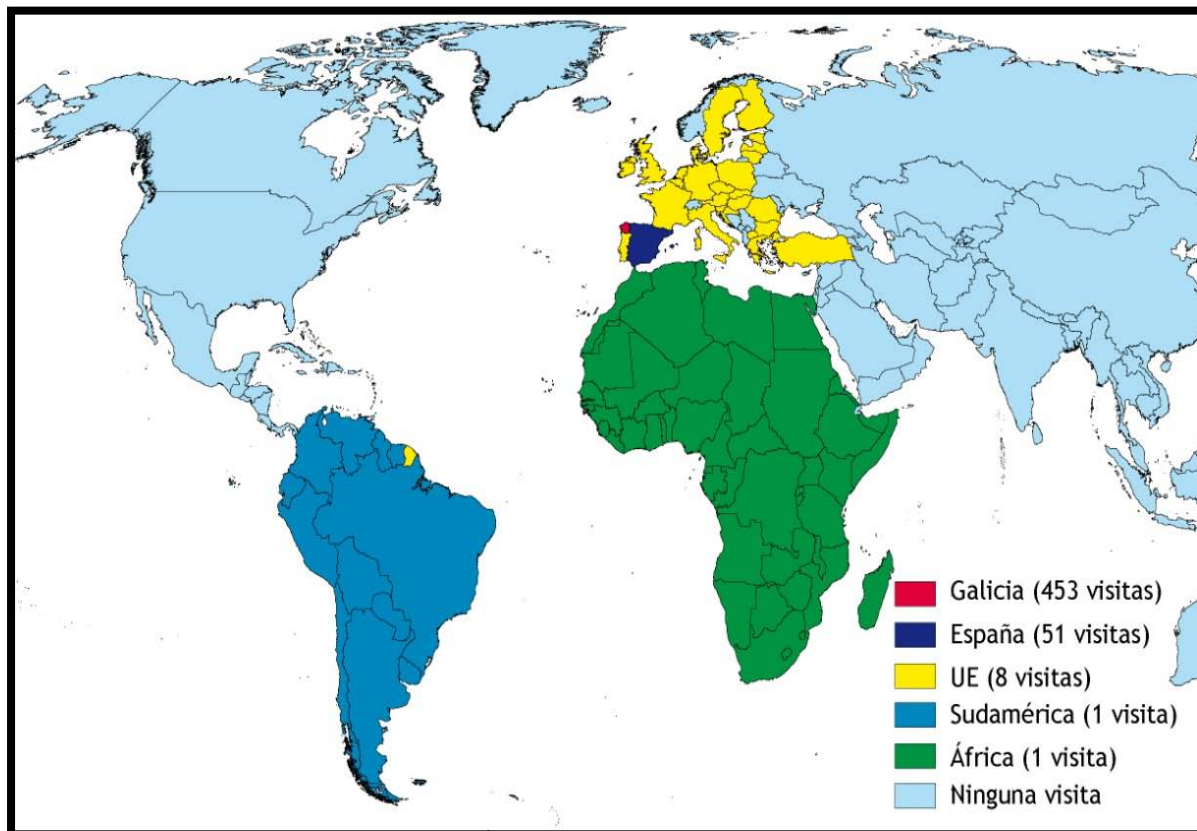 Galicia (453 visitas)
España (51 visitas)
UE (8 visitas)
Sudamérica (1 visita)
África (1 visita)
Ninguna visita